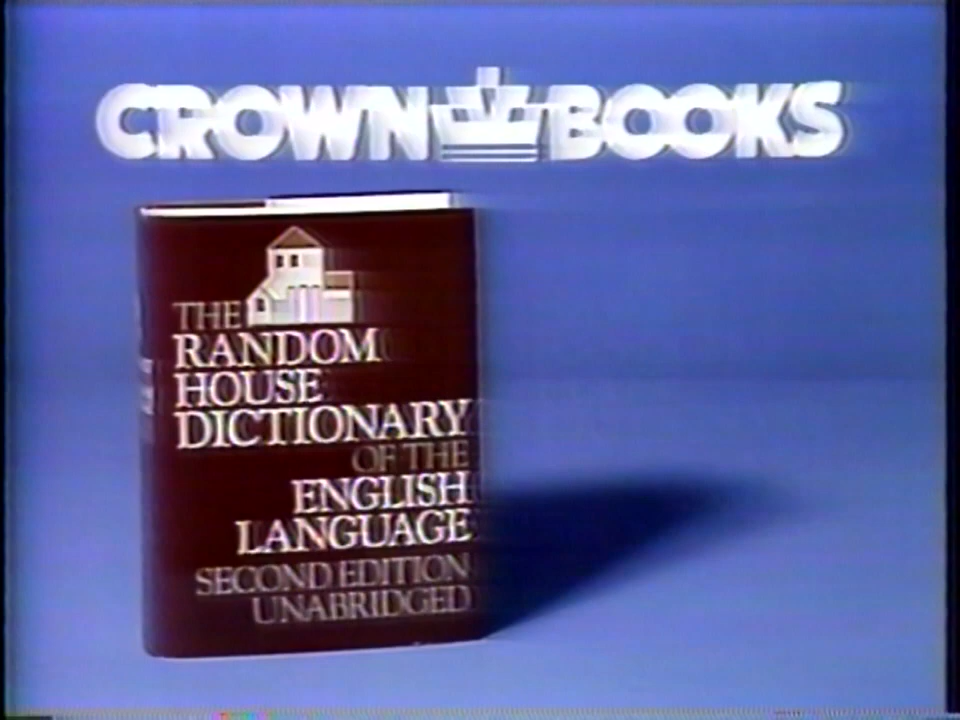 CROWN BOOKS
THE
RANDOM
HOUSE
DICTIONARY
OF THE
ENGLISH
LANGUAGE
SECOND EDITION
UNABRIDGED